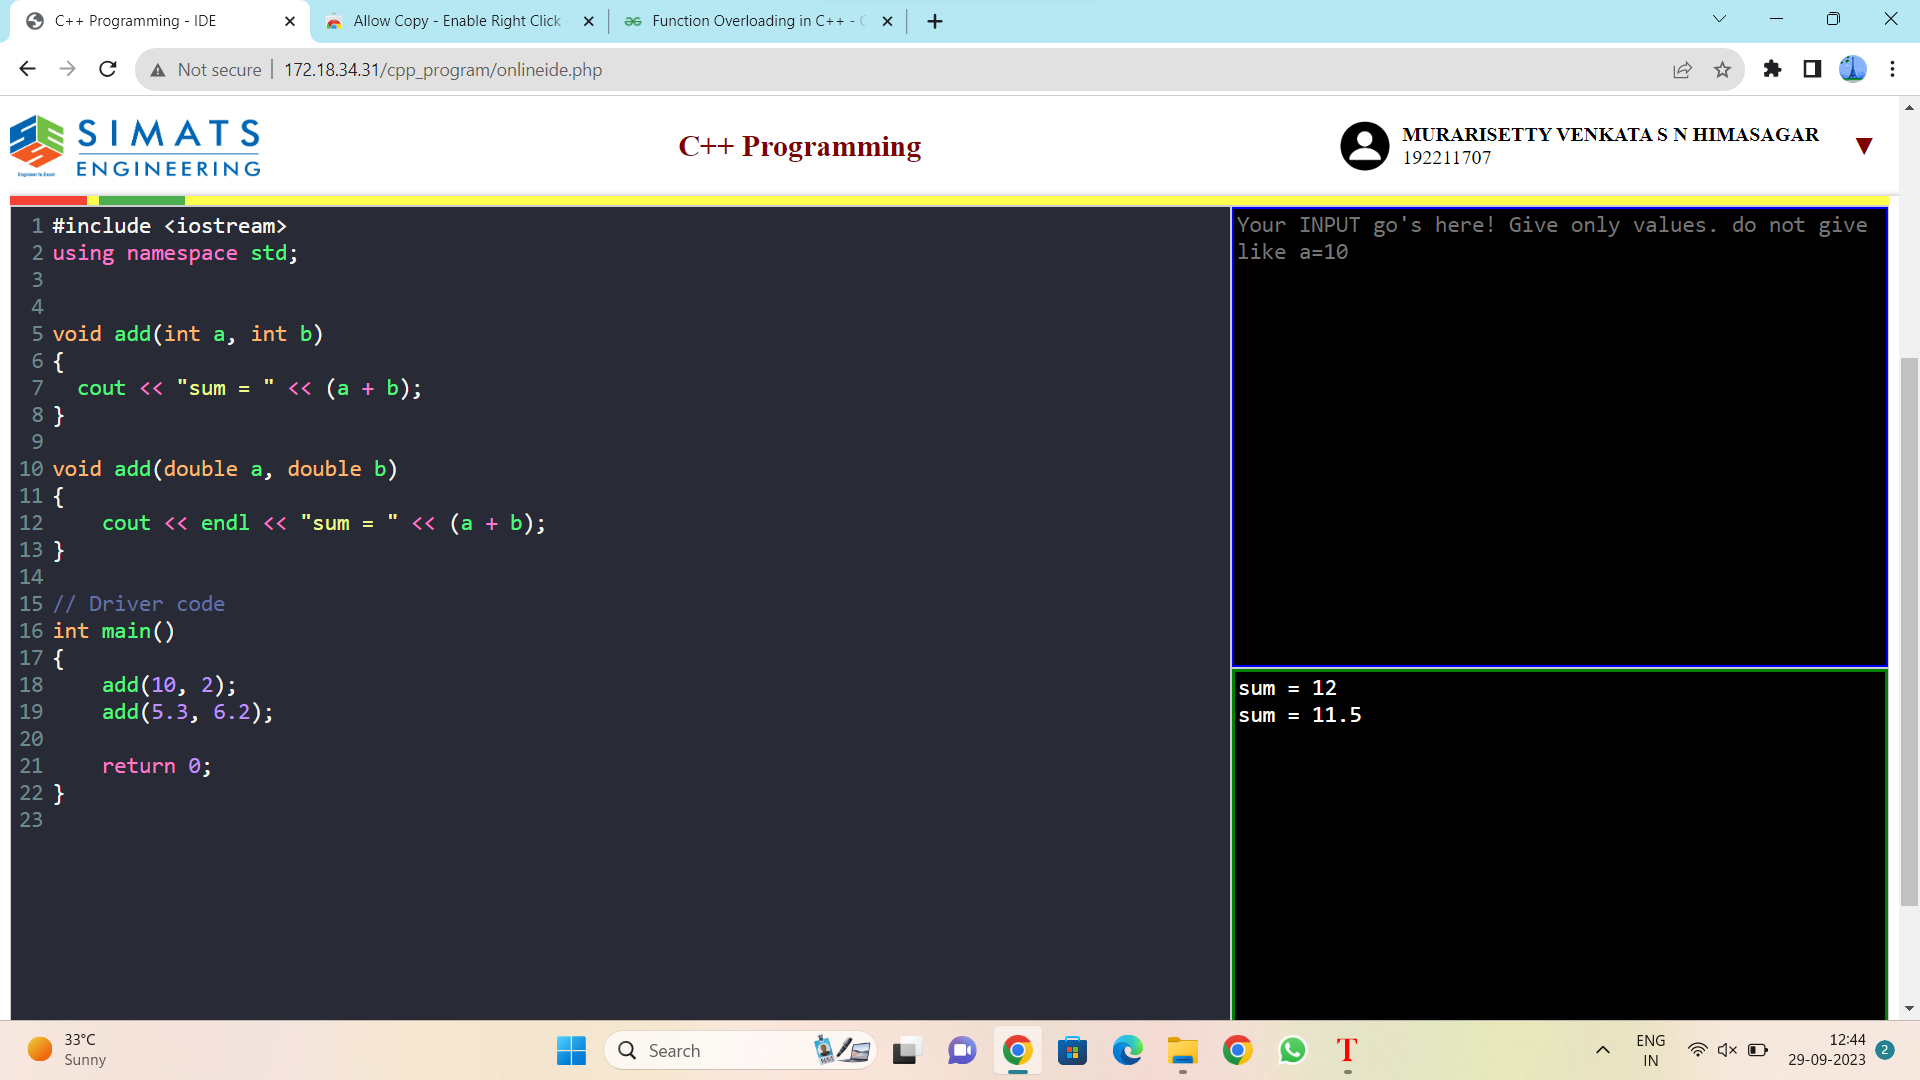 C++ Programming - IDE
Allow Copy - Enable Right Click
Function Overloading in C++ -
Not secure
172.18.34.31/cpp_program/onlineide.php
SIMATS
ENGINEERING
Engineer to Excel
C++ Programming
MURARISETTY VENKATA S N HIMASAGAR
192211707
1 #include <iostream>
2 using namespace std;
3
4
5 void add(int a, int b)
6 {
7   cout << "sum = " << (a + b);
8 }
9
10 void add(double a, double b)
11 {
12     cout << endl << "sum = " << (a + b);
13 }
14
15 // Driver code
16 int main()
17 {
18     add(10, 2);
19     add(5.3, 6.2);
20
21     return 0;
22 }
23
Your INPUT go's here! Give only values. do not give
like a=10
sum = 12
sum = 11.5
33°C
Sunny
Search
T
ENG
IN
12:44
29-09-2023
2